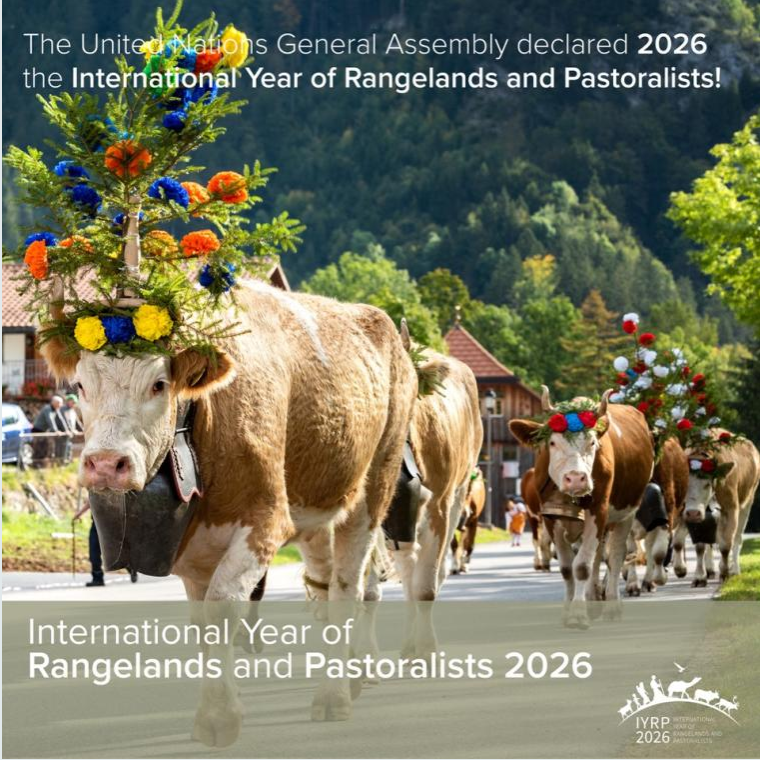 The United Nations General Assembly declared 2026
the International Year of Rangelands and Pastoralists!
International Year of
Rangelands and Pastoralists 2026
IYRP
2026
INTERNATIONAL
YEAR OF
RANGELANDS AND
PASTORALISTS